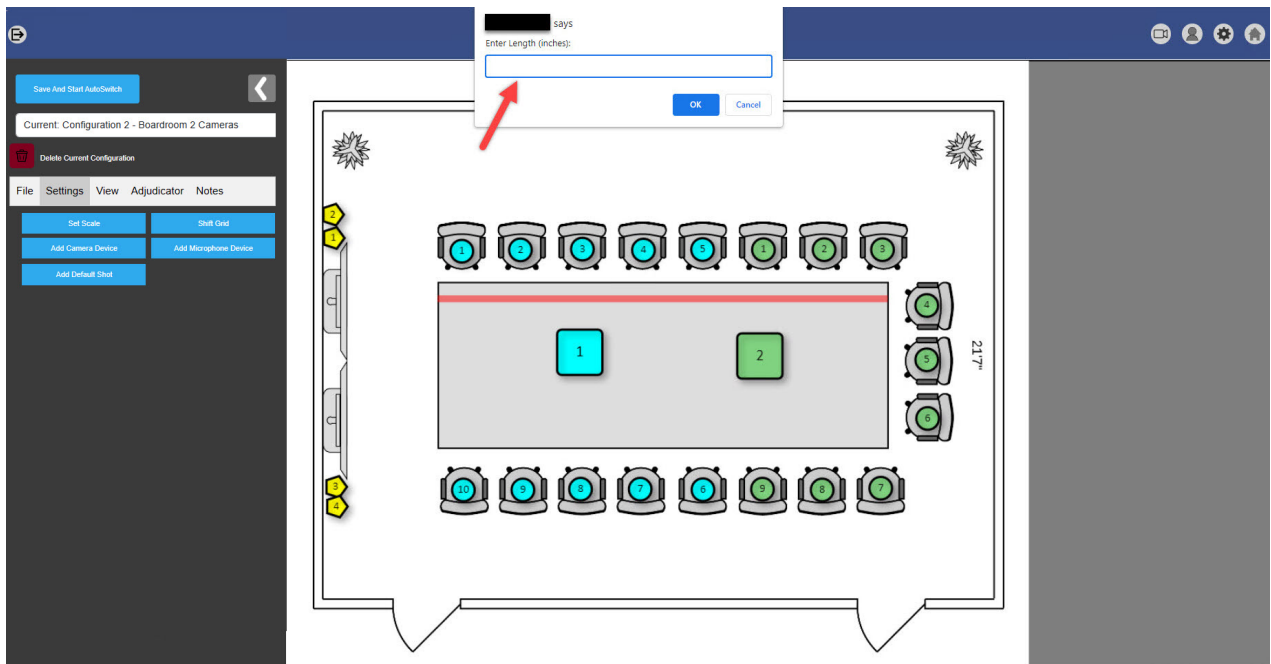 says
Enter Length (inches):
OK
Cancel
Save And Start AutoSwitch
Current: Configuration 2 - Boardroom 2 Cameras
Delete Current Configuration
File Settings View Adjudicator Notes
Set Scale
Shift Grid
Add Camera Device
Add Microphone Device
Add Default Shot
2
1
1 2 3 4 5 1 2 3
4
1
2
5
21'7"
6
3
4
10 9 8 7 6 9 8 7